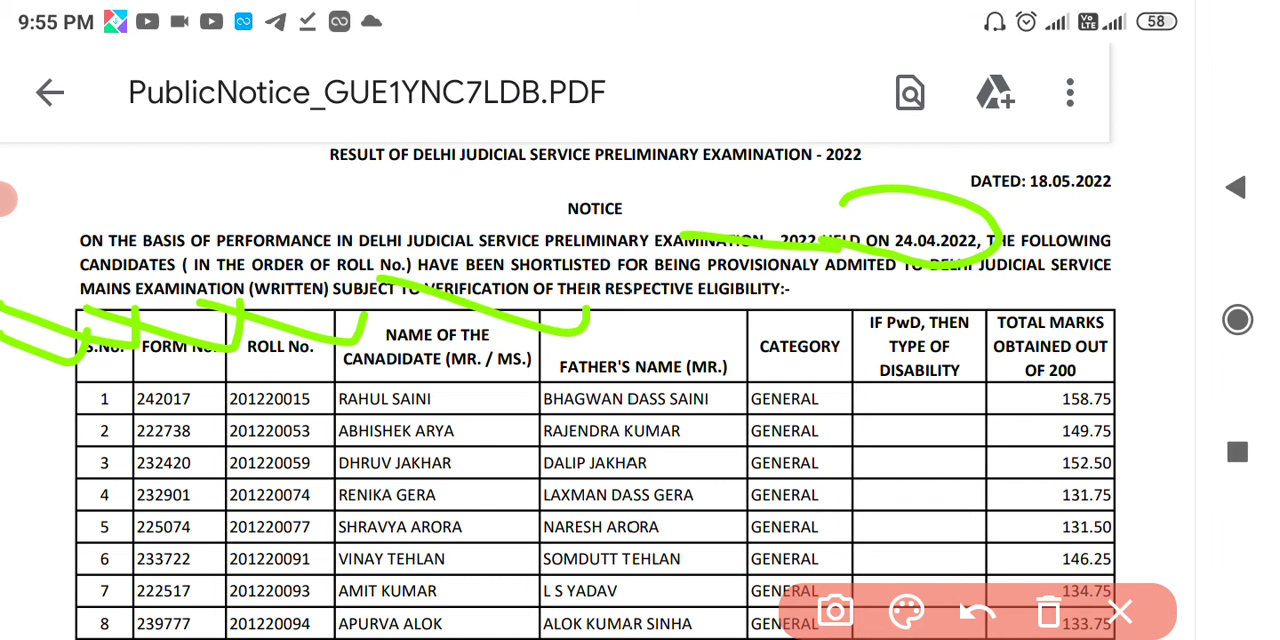 9:55 PM
Vo LTE
58
PublicNotice_GUE1YNC7LDB.PDF
RESULT OF DELHI JUDICIAL SERVICE PRELIMINARY EXAMINATION - 2022
DATED: 18.05.2022
NOTICE
ON THE BASIS OF PERFORMANCE IN DELHI JUDICIAL SERVICE PRELIMINARY EXAMINATION - 2022 HELD ON 24.04.2022, THE FOLLOWING
CANDIDATES ( IN THE ORDER OF ROLL No.) HAVE BEEN SHORTLISTED FOR BEING PROVISIONALY ADMITED TO DELHI JUDICIAL SERVICE
MAINS EXAMINATION (WRITTEN) SUBJECT TO VERIFICATION OF THEIR RESPECTIVE ELIGIBILITY:-
S.No. FORM No. ROLL No. NAME OF THE CANADIDATE (MR. / MS.) FATHER'S NAME (MR.) CATEGORY IF PwD, THEN TYPE OF DISABILITY TOTAL MARKS OBTAINED OUT OF 200
1 242017 201220015 RAHUL SAINI BHAGWAN DASS SAINI GENERAL 158.75
2 222738 201220053 ABHISHEK ARYA RAJENDRA KUMAR GENERAL 149.75
3 232420 201220059 DHRUV JAKHAR DALIP JAKHAR GENERAL 152.50
4 232901 201220074 RENIKA GERA LAXMAN DASS GERA GENERAL 131.75
5 225074 201220077 SHRAVYA ARORA NARESH ARORA GENERAL 131.50
6 233722 201220091 VINAY TEHLAN SOMDUTT TEHLAN GENERAL 146.25
7 222517 201220093 AMIT KUMAR L S YADAV GENERAL 134.75
8 239777 201220094 APURVA ALOK ALOK KUMAR SINHA GENERAL 133.75